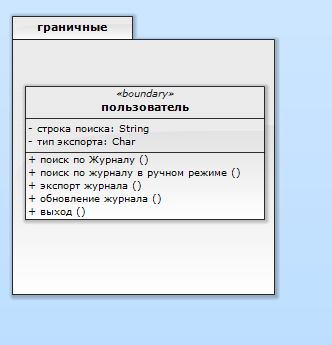 граничные
«boundary»
пользователь
- строка поиска: String
- тип экспорта: Char
+ поиск по Журналу ()
+ поиск по журналу в ручном режиме ()
+ экспорт журнала ()
+ обновление журнала ()
+ выход ()